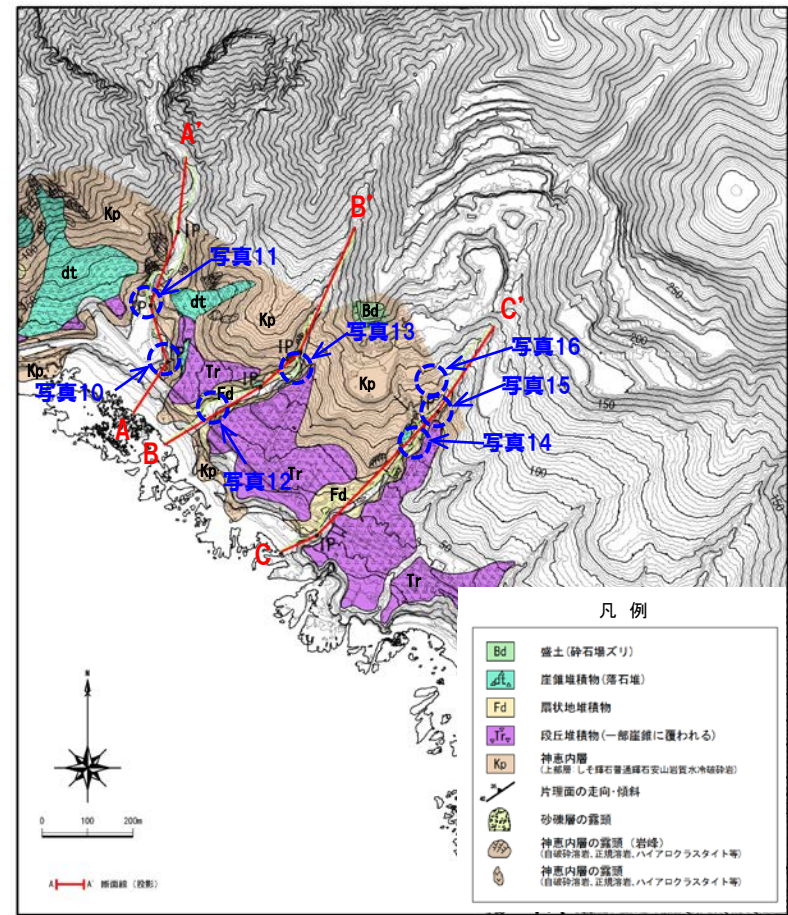 A'
Kp
B'
IP
写真11
dt
dt
IP
Kp
Bd
C'
250
200
写真13
写真16
Kp
Kp
IP
Tr
IP
写真15
写真10
Fd
150
A
写真14
B
写真12
Tr
100
Kp
Fd
50
150
C
IP
Tr
凡 例
Bd 盛土(砕石場ズリ)
dt 崖錐堆積物(落石堆)
Fd 扇状地堆積物
Tr 段丘堆積物(一部崖錐に覆われる)
Kp 神恵内層
(上部層：しそ輝石普通輝石安山岩質水冷破砕岩)
片理面の走向・傾斜
砂礫層の露頭
神恵内層の露頭(岩峰)
(自破砕溶岩、正規溶岩、ハイアロクラスタイト等)
神恵内層の露頭
(自破砕溶岩、正規溶岩、ハイアロクラスタイト等)
N
0 100 200m
A A' 断面線(投影)